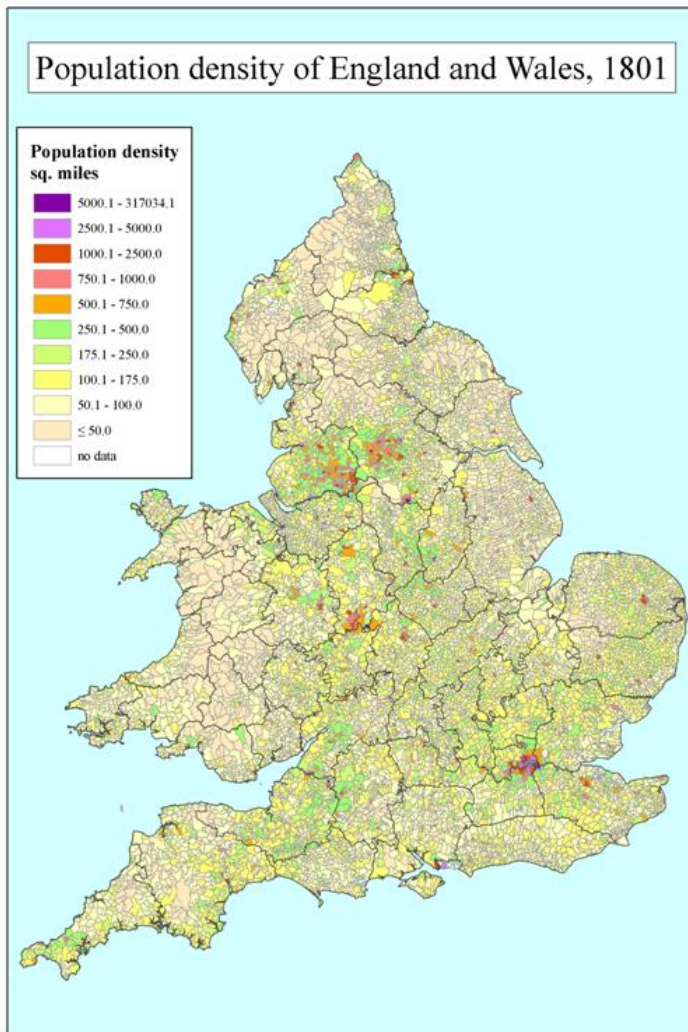 Population density of England and Wales, 1801
Population density
sq. miles
5000.1 - 317034.1
2500.1 - 5000.0
1000.1 - 2500.0
750.1 - 1000.0
500.1 - 750.0
250.1 - 500.0
175.1 - 250.0
100.1 - 175.0
50.1 - 100.0
≤ 50.0
no data